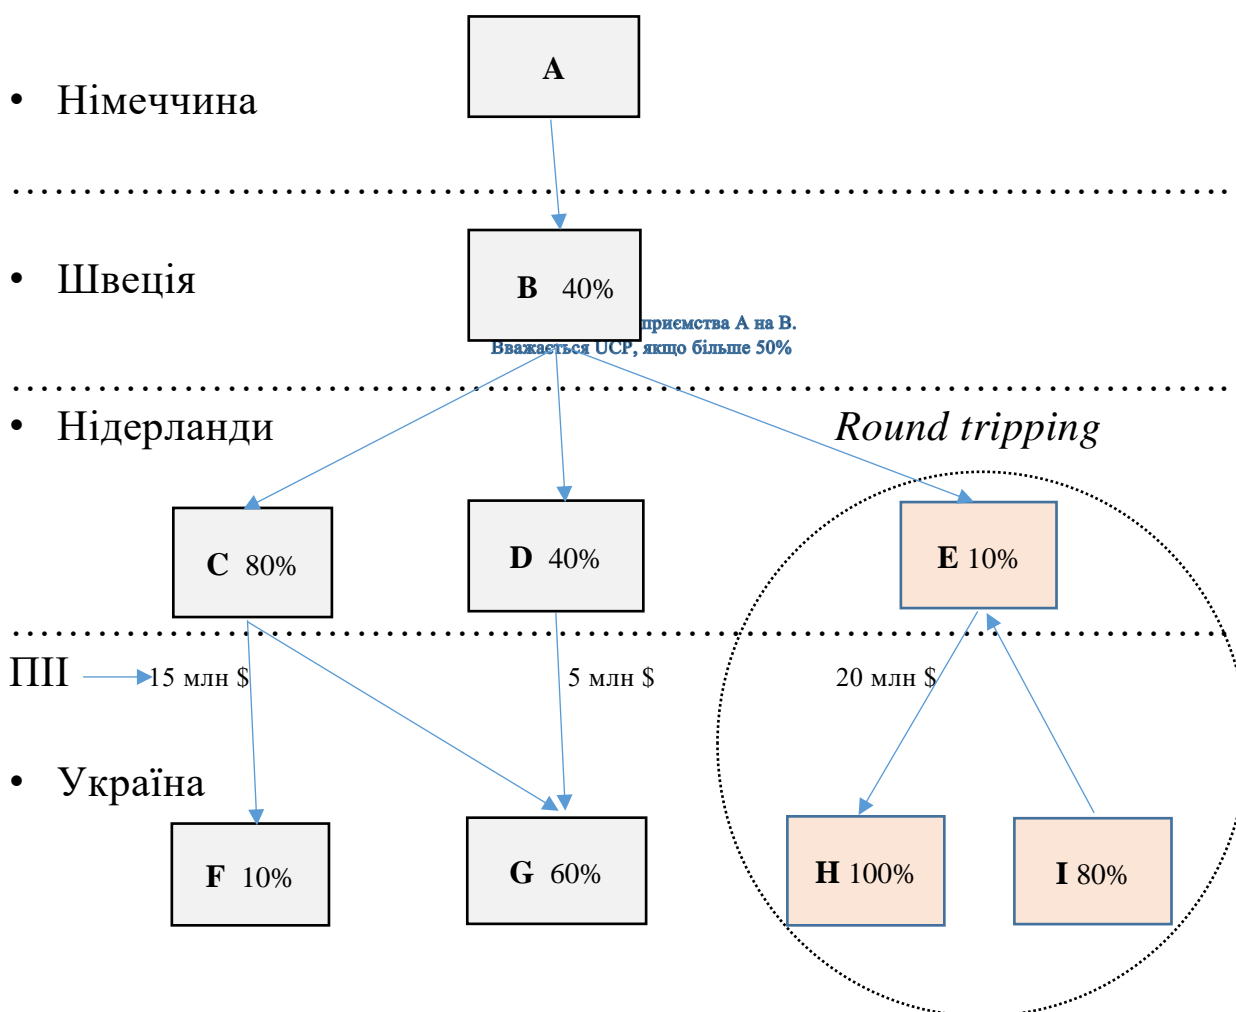 A
• Німеччина
B 40%
• Швеція
А на В.
Вважається UCP, якщо більше 50%
• Нідерланди
Round tripping
C 80%
D 40%
E 10%
ПІІ
15 млн $
5 млн $
20 млн $
• Україна
F 10%
G 60%
H 100%
I 80%